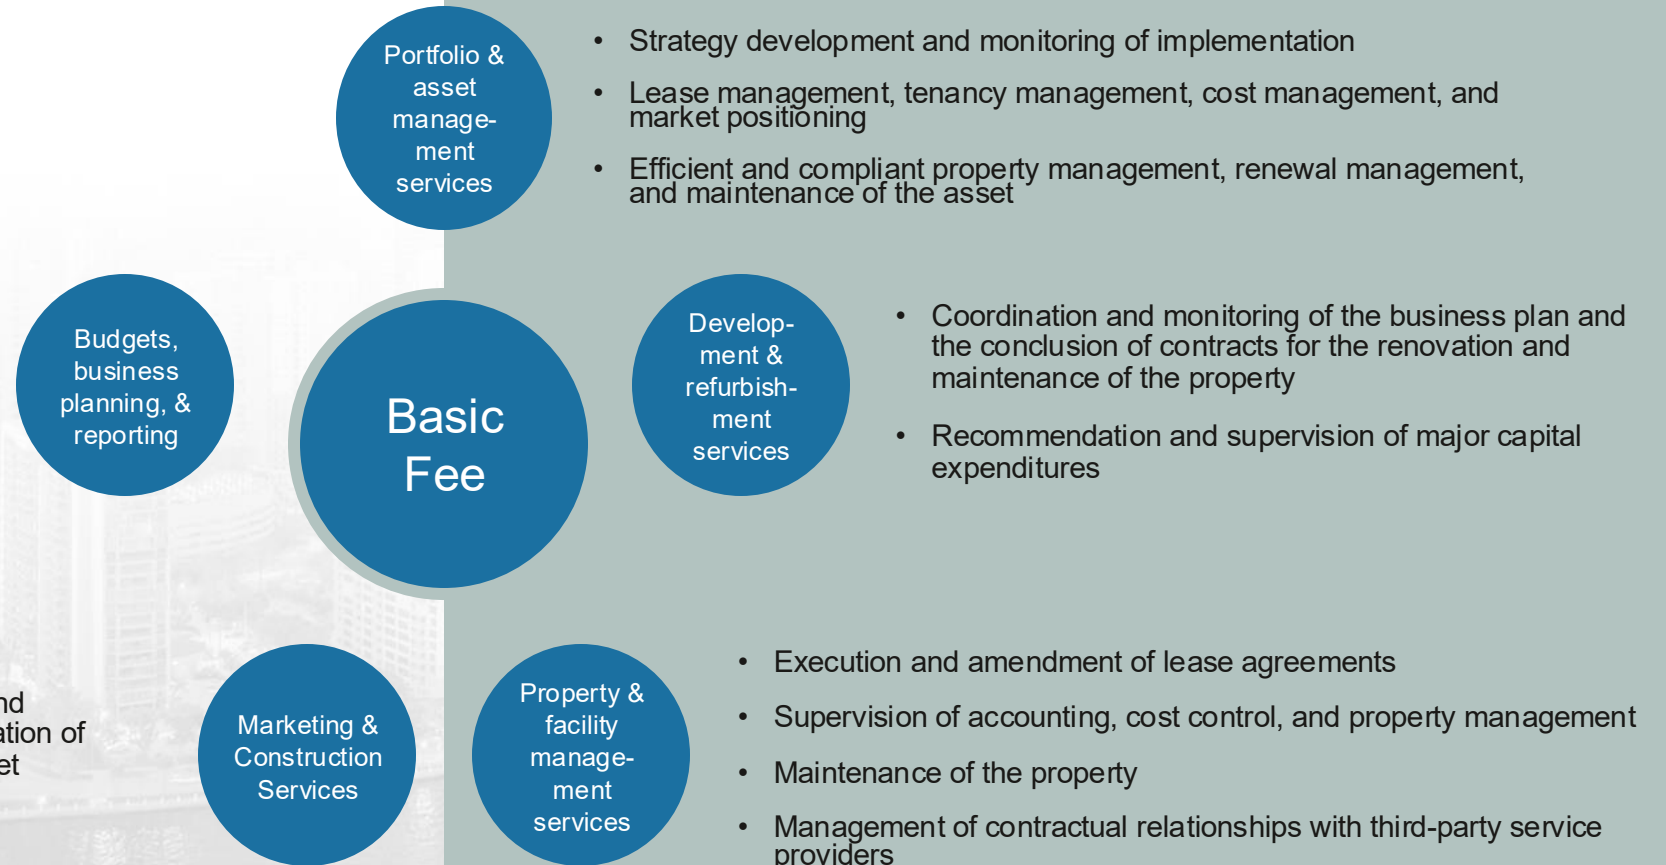 Portfolio &
asset
manage-
ment
services
• Strategy development and monitoring of implementation
• Lease management, tenancy management, cost management, and
market positioning
• Efficient and compliant property management, renewal management,
and maintenance of the asset
Budgets,
business
planning, &
reporting
Basic
Fee
Develop-
ment &
refurbish-
ment
services
• Coordination and monitoring of the business plan and
the conclusion of contracts for the renovation and
maintenance of the property
• Recommendation and supervision of major capital
expenditures
nd
ation of
et
Marketing &
Construction
Services
Property &
facility
manage-
ment
services
• Execution and amendment of lease agreements
• Supervision of accounting, cost control, and property management
• Maintenance of the property
• Management of contractual relationships with third-party service
providers